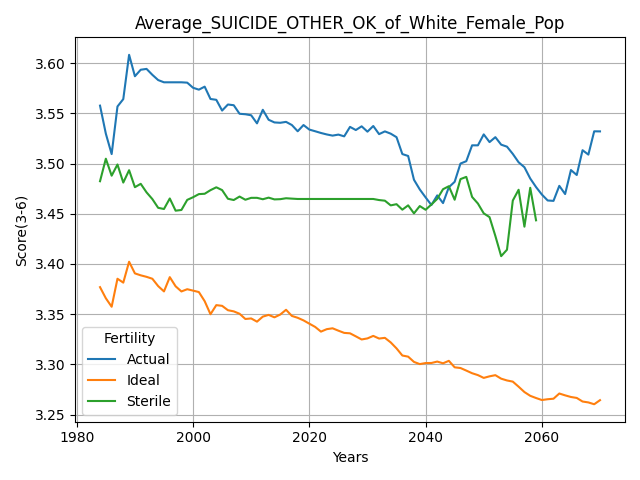 Average_SUICIDE_OTHER_OK_of_White_Female_Pop
3.60
3.55
3.50
3.45
3.40
3.35
3.30
3.25
Score(3-6)
Fertility
Actual
Ideal
Sterile
1980
2000
2020
2040
2060
Years